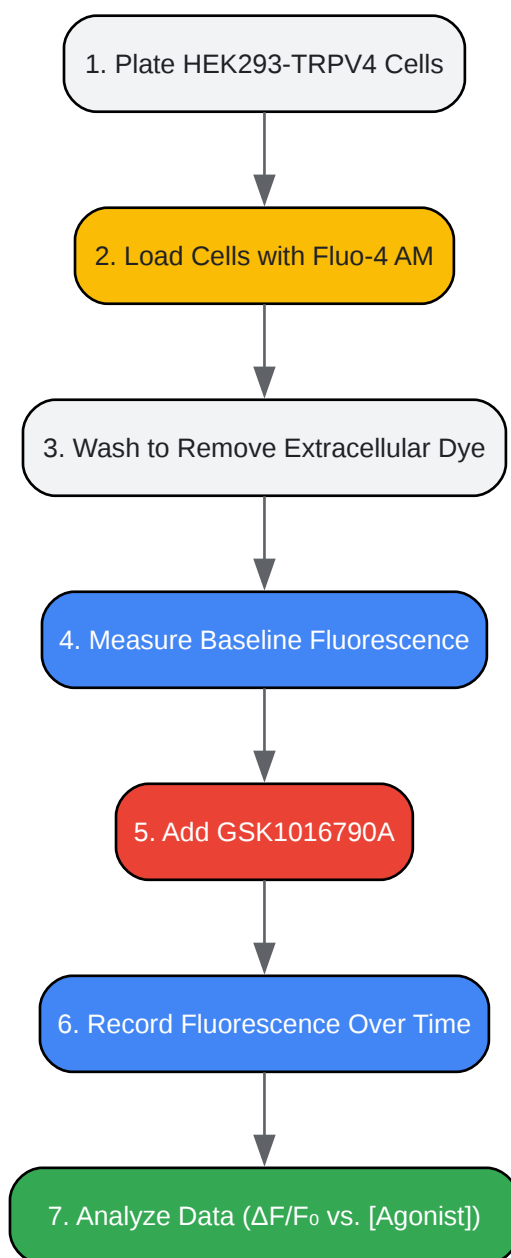 1. Plate HEK293-TRPV4 Cells
2. Load Cells with Fluo-4 AM
3. Wash to Remove Extracellular Dye
4. Measure Baseline Fluorescence
5. Add GSK1016790A
6. Record Fluorescence Over Time
7. Analyze Data (ΔF/F₀ vs. [Agonist])